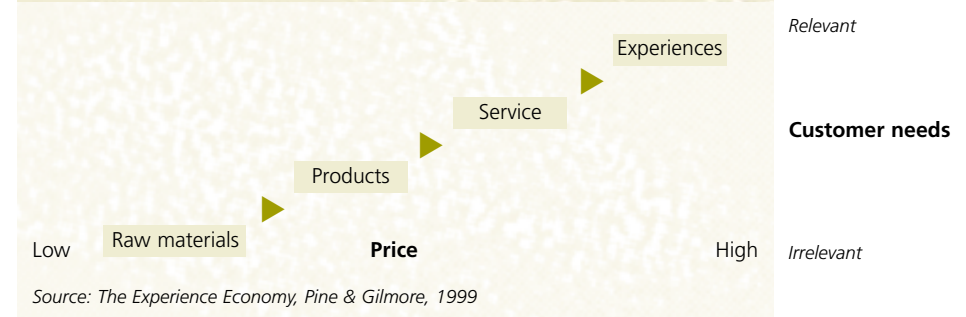 Relevant
Experiences
Service
Customer needs
Products
Raw materials
Low
Price
High
Irrelevant
Source: The Experience Economy, Pine & Gilmore, 1999